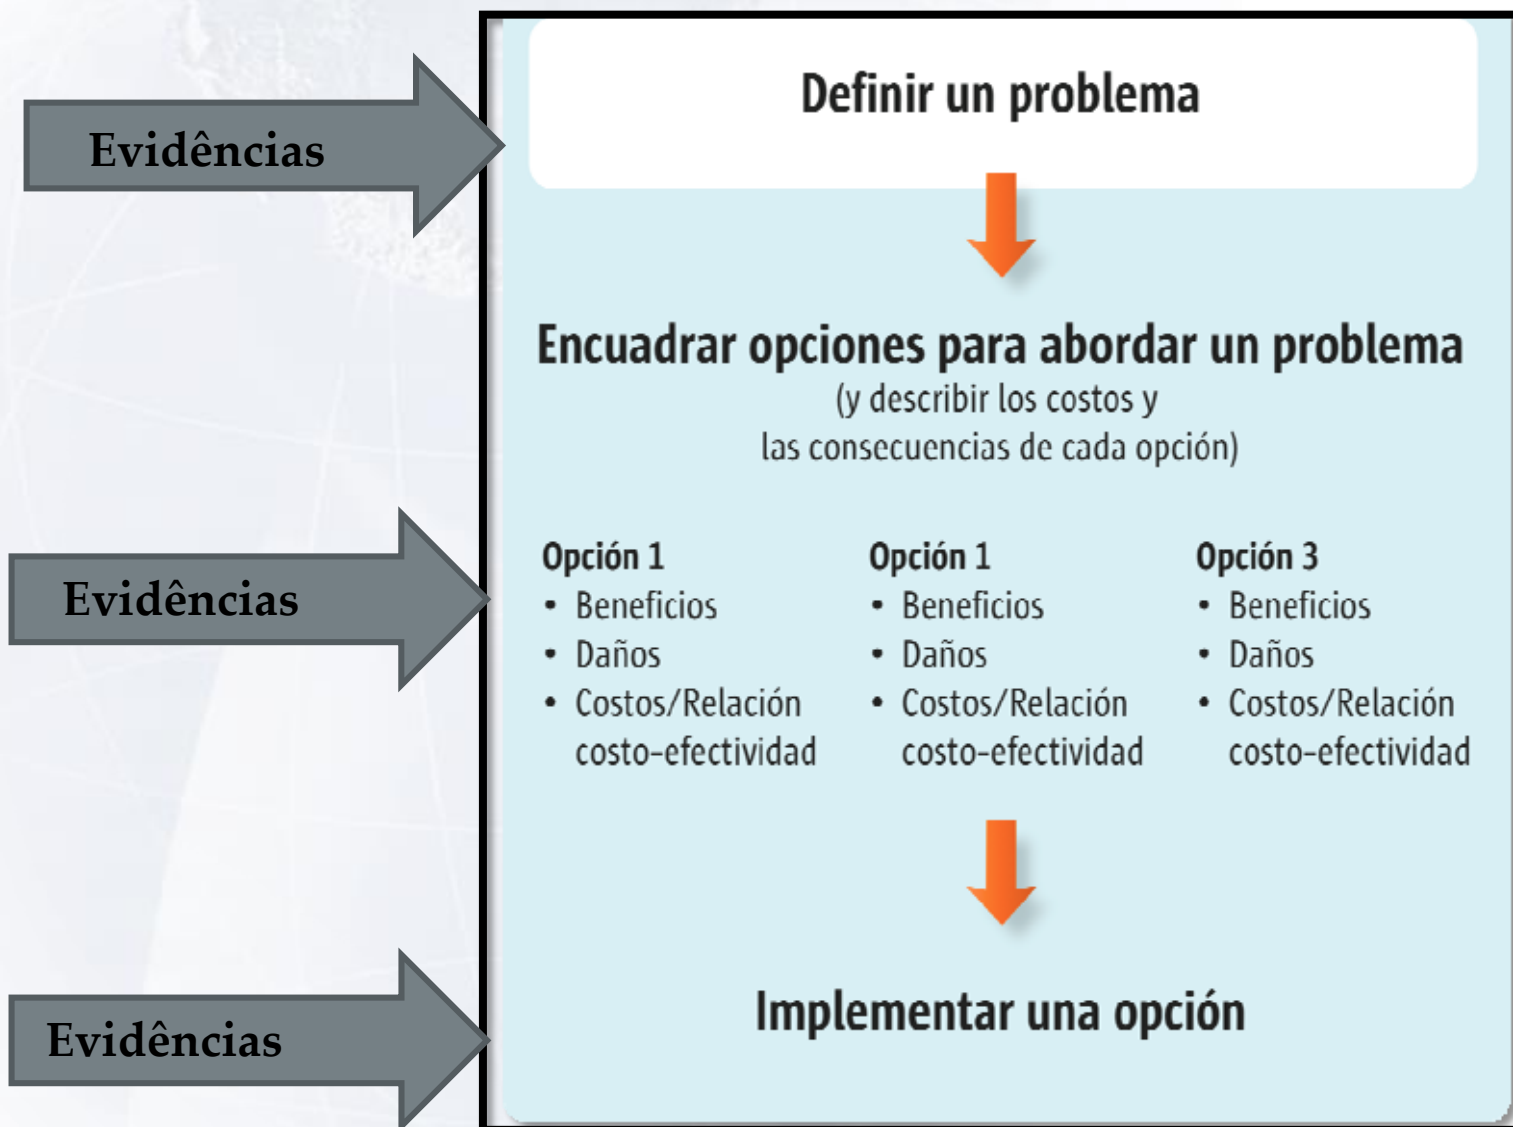 Definir un problema
Evidências
Encuadrar opciones para abordar un problema
(y describir los costos y
las consecuencias de cada opción)
Evidências
Opción 1
• Beneficios
• Daños
• Costos/Relación
costo-efectividad
Opción 1
• Beneficios
• Daños
• Costos/Relación
costo-efectividad
Opción 3
• Beneficios
• Daños
• Costos/Relación
costo-efectividad
Evidências
Implementar una opción